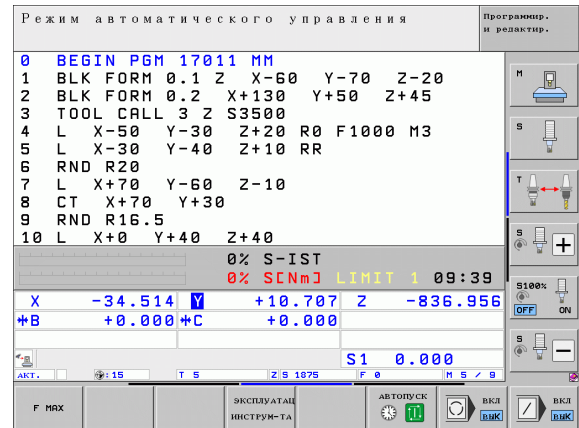 Режим автоматического управления
Программир.
и редактир.
0 BEGIN PGM 17011 MM
1 BLK FORM 0.1 Z X-60 Y-70 Z-20
2 BLK FORM 0.2 X+130 Y+50 Z+45
3 TOOL CALL 3 Z S3500
4 L X-50 Y-30 Z+20 R0 F1000 M3
5 L X-30 Y-40 Z+10 RR
6 RND R20
7 L X+70 Y-60 Z-10
8 CT X+70 Y+30
9 RND R16.5
10 L X+0 Y+40 Z+40
0% S-IST
0% S[Nm] LIMIT 1 09:39
X -34.514 Y +10.707 Z -836.956
+B +0.000 +C +0.000
S1 0.000
АКТ. :15 T 5 Z S 1875 F 0 M 5 / 9
M
S
T
S
S100%
OFF ON
S
F MAX
ЭКСПЛУАТАЦ
ИНСТРУМ-ТА
АВТОПУСК
ВКЛ
ВЫК
ВКЛ
ВЫК